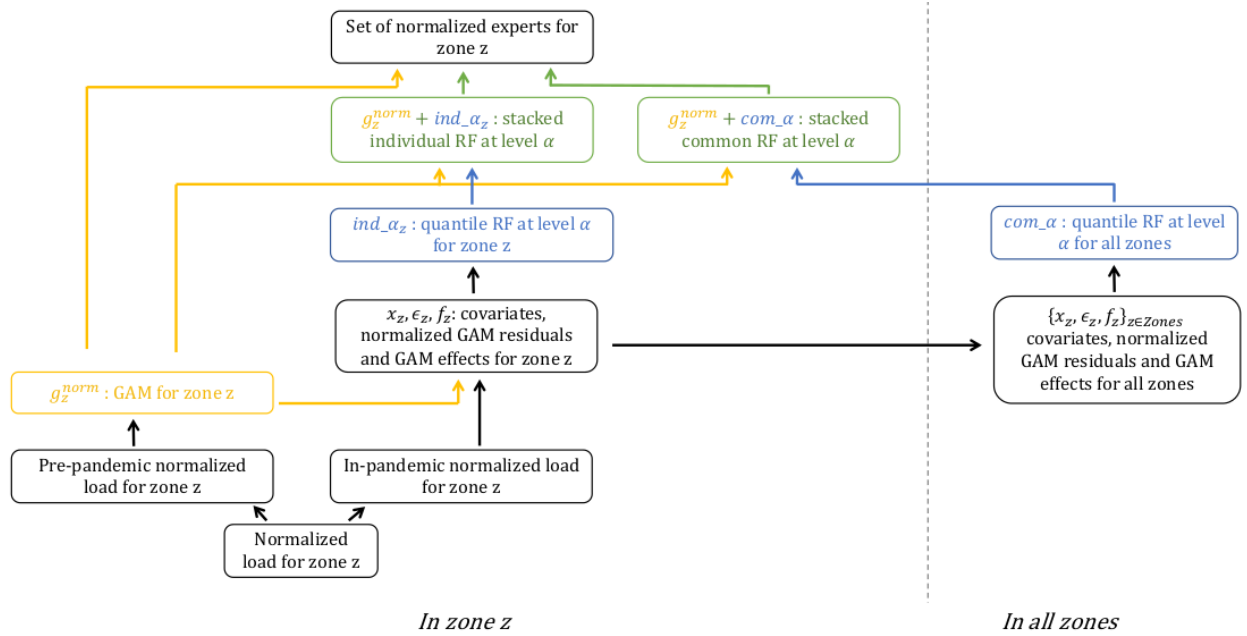 Set of normalized experts for
zone z
g_z^{norm} + ind_α_z : stacked
individual RF at level α
g_z^{norm} + com_α : stacked
common RF at level α
ind_α_z : quantile RF at level α
for zone z
com_α : quantile RF at level
α for all zones
x_z, ϵ_z, f_z: covariates,
normalized GAM residuals
and GAM effects for zone z
{x_z, ϵ_z, f_z}_{z∈Zones}
covariates, normalized
GAM residuals and GAM
effects for all zones
g_z^{norm} : GAM for zone z
Pre-pandemic normalized
load for zone z
In-pandemic normalized load
for zone z
Normalized
load for zone z
In zone z
In all zones